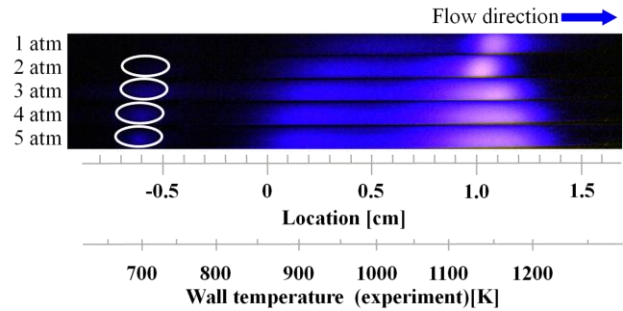 Flow direction
1 atm
2 atm
3 atm
4 atm
5 atm
-0.5 0 0.5 1.0 1.5
Location [cm]
700 800 900 1000 1100 1200
Wall temperature (experiment)[K]